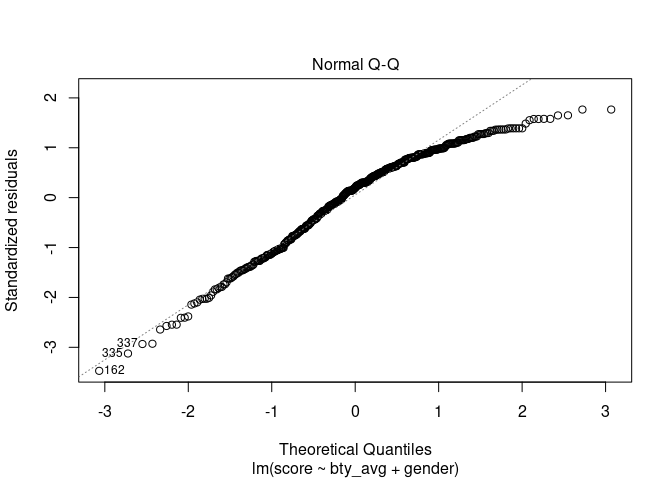 Normal Q-Q
Standardized residuals
2
1
0
-1
-2
-3
337
335
162
-3 -2 -1 0 1 2 3
Theoretical Quantiles
lm(score ~ bty_avg + gender)